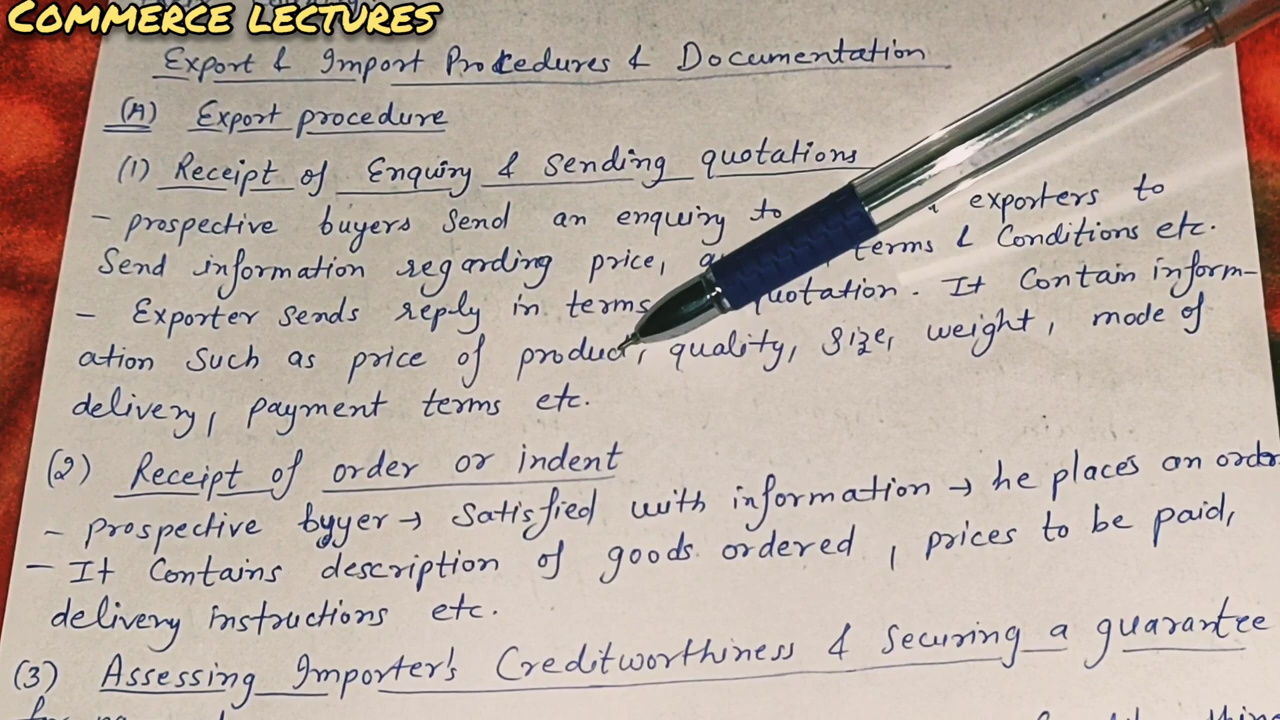 COMMERCE LECTURES
Export & Import Procedures & Documentation
(A) Export procedure
(1) Receipt of Enquiry & Sending quotations
- prospective buyers Send an enquiry to exporters to
Send information regarding price, terms & Conditions etc.
- Exporter sends reply in terms quotation. It Contain inform-
ation Such as price of product, quality, size, weight, mode of
delivery, payment terms etc.
(2) Receipt of order or indent
- prospective byyer → Satisfied with information → he places an order
- It Contains description of goods ordered, prices to be paid,
delivery instructions etc.
(3) Assessing Importer's Creditworthiness & Securing a guarantee